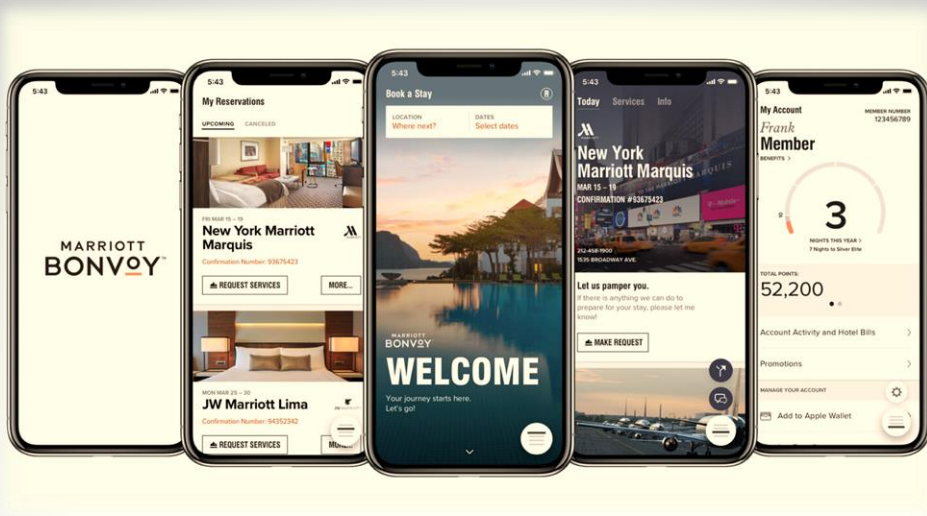 5:43
MARRIOTT
BONVOY™
5:43
My Reservations
UPCOMING CANCELED
FRI MAR 15 – 19
New York Marriott
Marquis
Confirmation Number: 93675423
REQUEST SERVICES MORE...
MON MAR 25 – 30
JW Marriott Lima
Confirmation Number: 94352342
REQUEST SERVICES
5:43
Book a Stay
LOCATION DATES
Where next? Select dates
MARRIOTT
BONVOY
WELCOME
Your journey starts here.
Let's go!
5:43
Today Services Info
MARRIOTT
New York
Marriott Marquis
MAR 15 – 19
CONFIRMATION #93675423
212-458-1900
1535 BROADWAY AVE.
Let us pamper you.
If there is anything we can do to
prepare for your stay, please let me
know!
MAKE REQUEST
5:43
My Account MEMBER NUMBER
123456789
Frank
Member
BENEFITS >
0
3
NIGHTS THIS YEAR >
7 Nights to Silver Elite
TOTAL POINTS:
52,200
Account Activity and Hotel Bills >
Promotions >
MANAGE YOUR ACCOUNT
Add to Apple Wallet